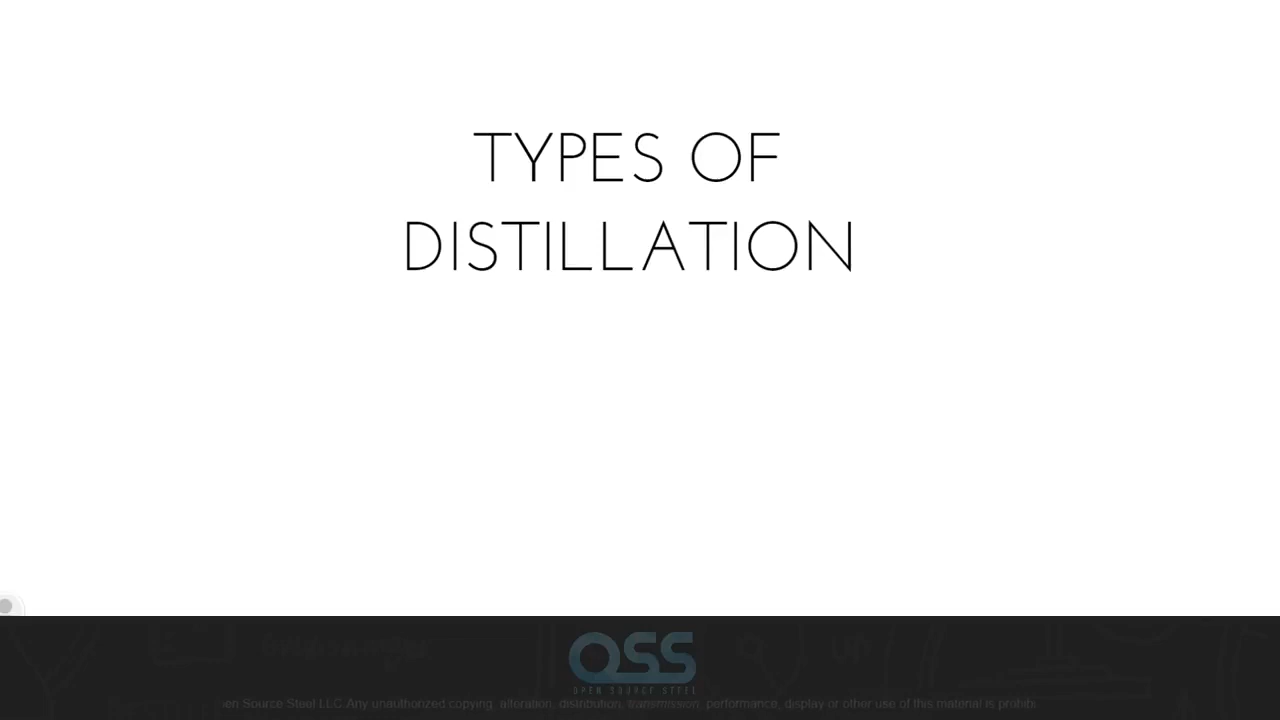 TYPES OF
DISTILLATION
OSS
OPEN SOURCE STEEL
Source Steel LLC. Any unauthorized copying, alteration, distribution, transmission, performance, display or other use of this material is